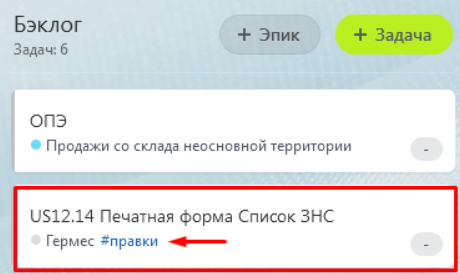 Бэклог
Задач: 6
+ Эпик
+ Задача
ОПЭ
Продажи со склада неосновной территории
-
US12.14 Печатная форма Список ЗНС
Гермес #правки
-